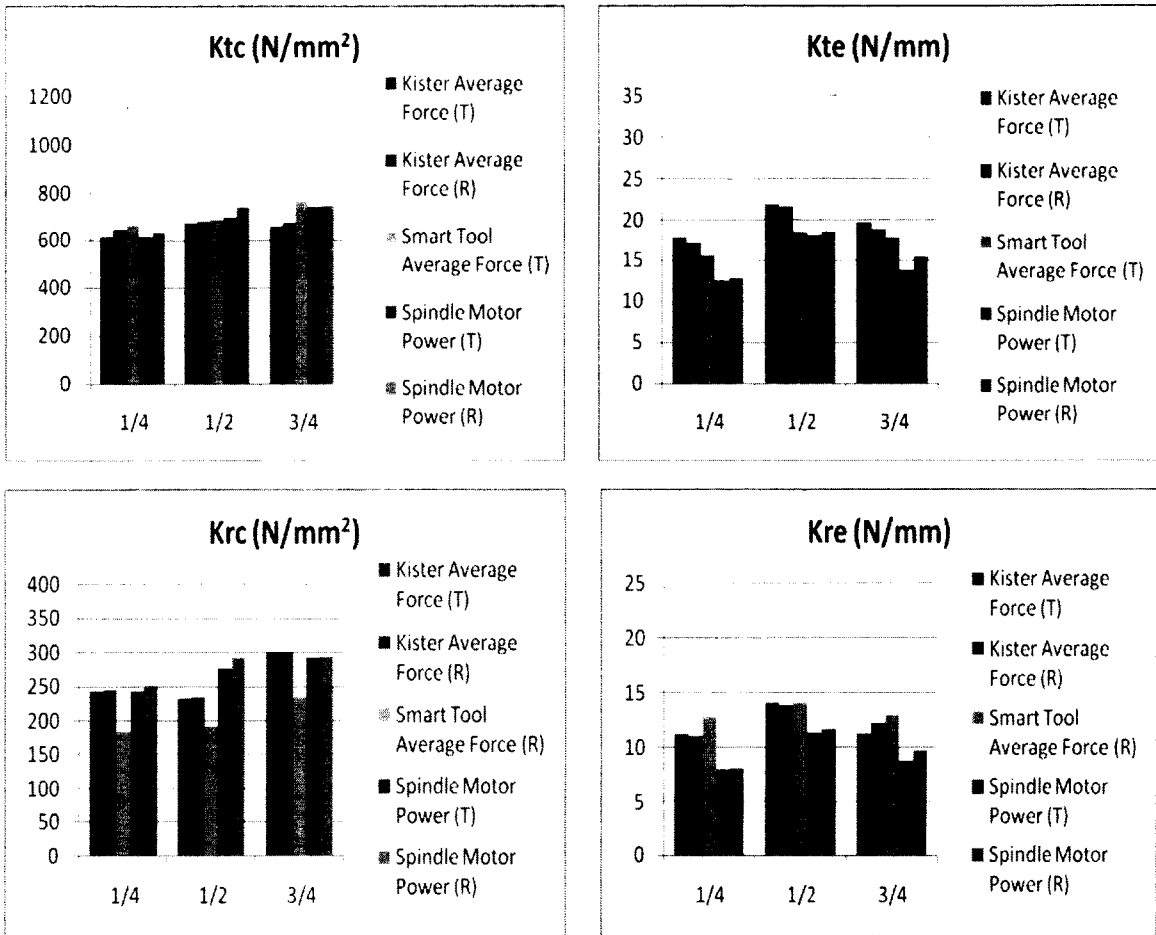 Ktc (N/mm²)
1200
1000
800
600
400
200
0
1/4 1/2 3/4
Kister Average
Force (T)
Kister Average
Force (R)
Smart Tool
Average Force (T)
Spindle Motor
Power (T)
Spindle Motor
Power (R)
Kte (N/mm)
35
30
25
20
15
10
5
0
1/4 1/2 3/4
Kister Average
Force (T)
Kister Average
Force (R)
Smart Tool
Average Force (T)
Spindle Motor
Power (T)
Spindle Motor
Power (R)
Krc (N/mm²)
400
350
300
250
200
150
100
50
0
1/4 1/2 3/4
Kister Average
Force (T)
Kister Average
Force (R)
Smart Tool
Average Force (R)
Spindle Motor
Power (T)
Spindle Motor
Power (R)
Kre (N/mm)
25
20
15
10
5
0
1/4 1/2 3/4
Kister Average
Force (T)
Kister Average
Force (R)
Smart Tool
Average Force (R)
Spindle Motor
Power (T)
Spindle Motor
Power (R)